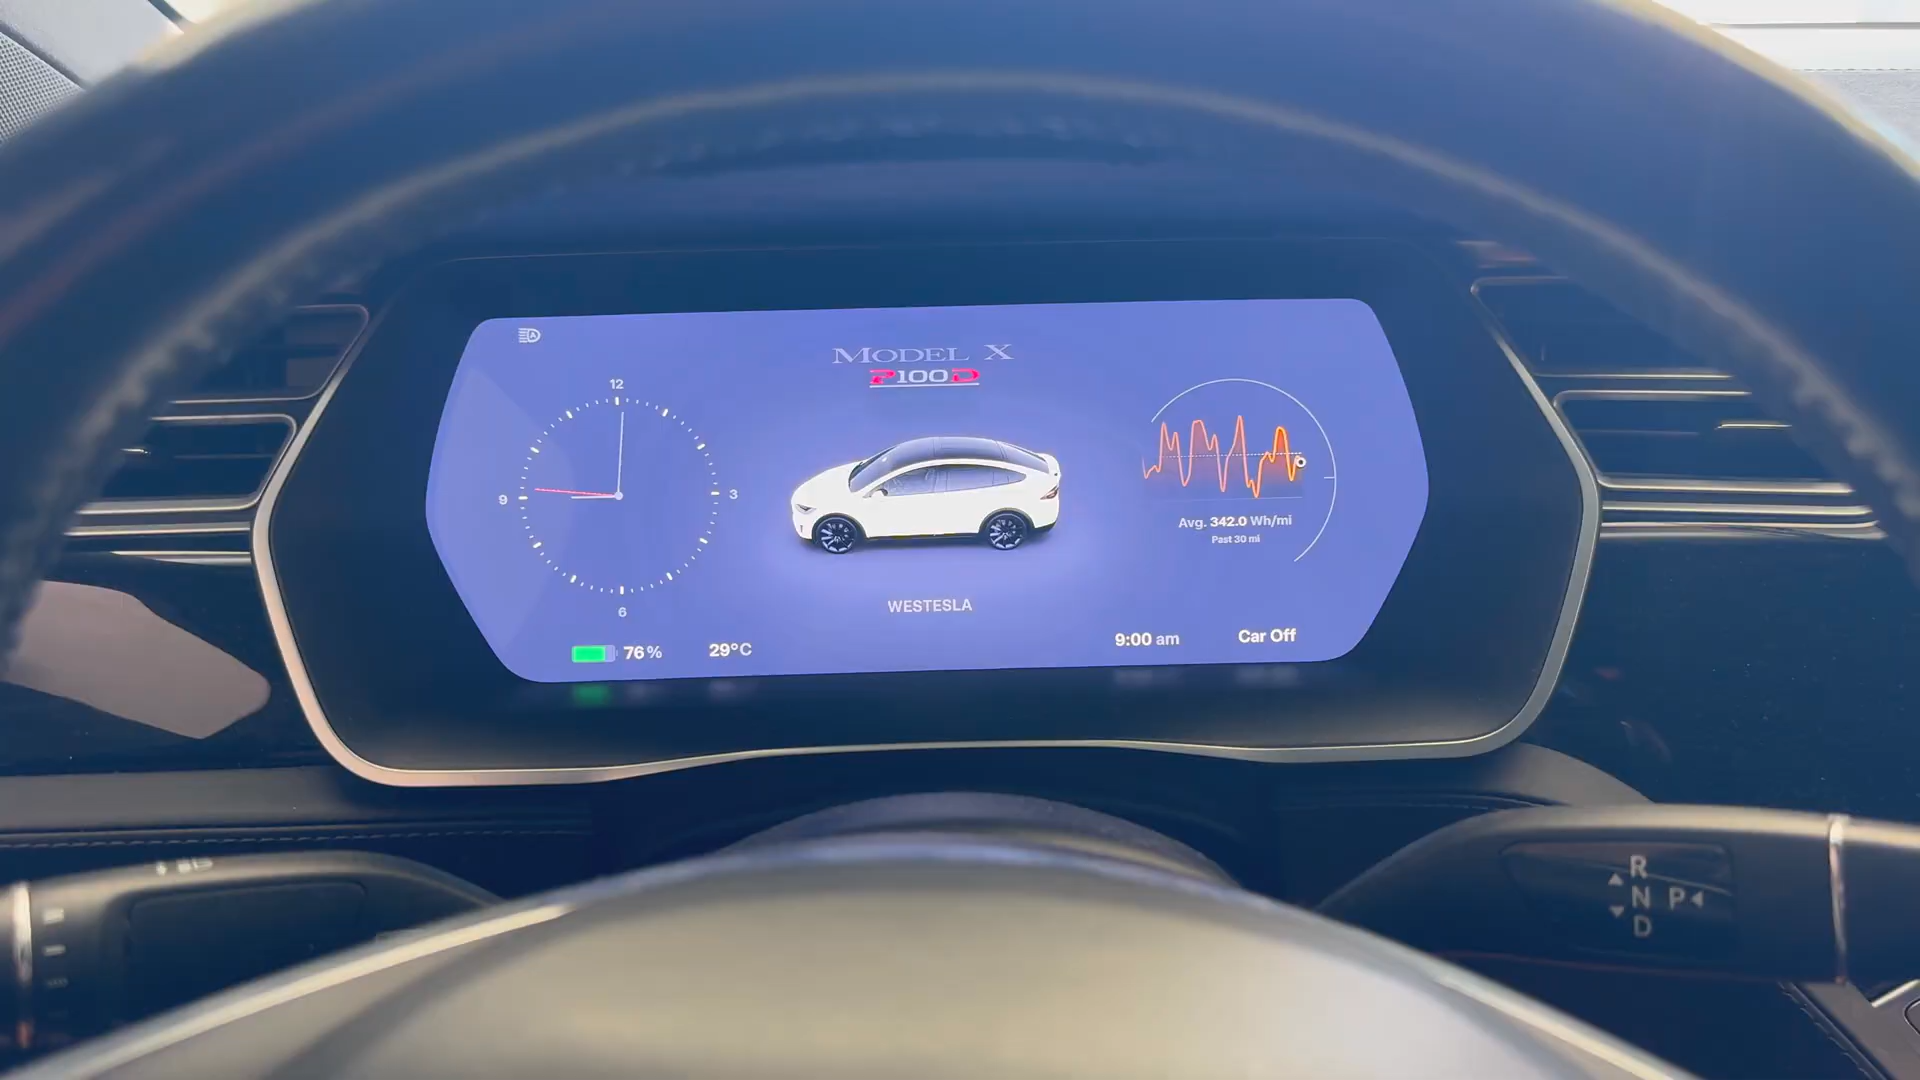 MODEL X
P100D
12
9
3
6
Avg. 342.0 Wh/mi
Past 30 mi
WESTESLA
76%
29°C
9:00 am
Car Off
R
N P
D